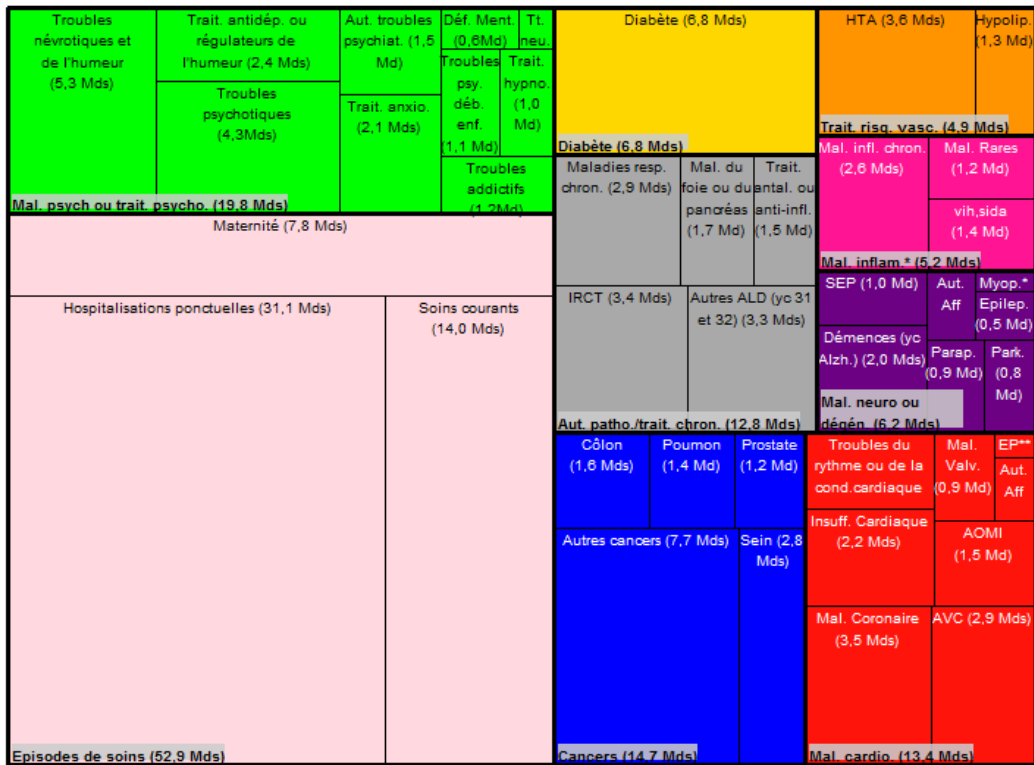 Troubles
névrotiques et
de l'humeur
(5,3 Mds)
Trait. antidép. ou
régulateurs de
l'humeur (2,4 Mds)
Troubles
psychotiques
(4,3Mds)
Aut. troubles
psychiat. (1,5
Md)
Trait. anxio.
(2,1 Mds)
Déf. Ment.
(0,6Md)
Tt.
neu.
Troubles
psy.
déb.
enf.
(1,1 Md)
Trait.
hypno.
(1,0
Md)
Troubles
addictifs
(1,2Md)
Mal. psych ou trait. psycho. (19,8 Mds)
Maternité (7,8 Mds)
Hospitalisations ponctuelles (31,1 Mds)
Soins courants
(14,0 Mds)
Episodes de soins (52,9 Mds)
Diabète (6,8 Mds)
Diabète (6,8 Mds)
Maladies resp.
chron. (2,9 Mds)
Mal. du
foie ou du
pancréas
(1,7 Md)
Trait.
antal. ou
anti-infl.
(1,5 Md)
IRCT (3,4 Mds)
Autres ALD (yc 31
et 32) (3,3 Mds)
Aut. patho./trait. chron. (12,8 Mds)
Côlon
(1,6 Mds)
Poumon
(1,4 Md)
Prostate
(1,2 Md)
Autres cancers (7,7 Mds)
Sein (2,8
Mds)
Cancers (14,7 Mds)
HTA (3,6 Mds)
Hypolip.
(1,3 Md)
Trait. risq. vasc. (4,9 Mds)
Mal. infl. chron.
(2,6 Mds)
Mal. Rares
(1,2 Md)
vih,sida
(1,4 Md)
Mal. inflam.* (5,2 Mds)
SEP (1,0 Md)
Aut.
Aff
Myop.*
Epilep.
(0,5 Md)
Démences (yc
Alzh.) (2,0 Mds)
Parap.
(0,9 Md)
Park.
(0,8
Md)
Mal. neuro ou
dégén. (6,2 Mds)
Troubles du
rythme ou de la
cond.cardiaque
Mal.
Valv.
(0,9 Md)
EP**
Aut.
Aff
Insuff. Cardiaque
(2,2 Mds)
AOMI
(1,5 Md)
Mal. Coronaire
(3,5 Mds)
AVC (2,9 Mds)
Mal. cardio. (13,4 Mds)